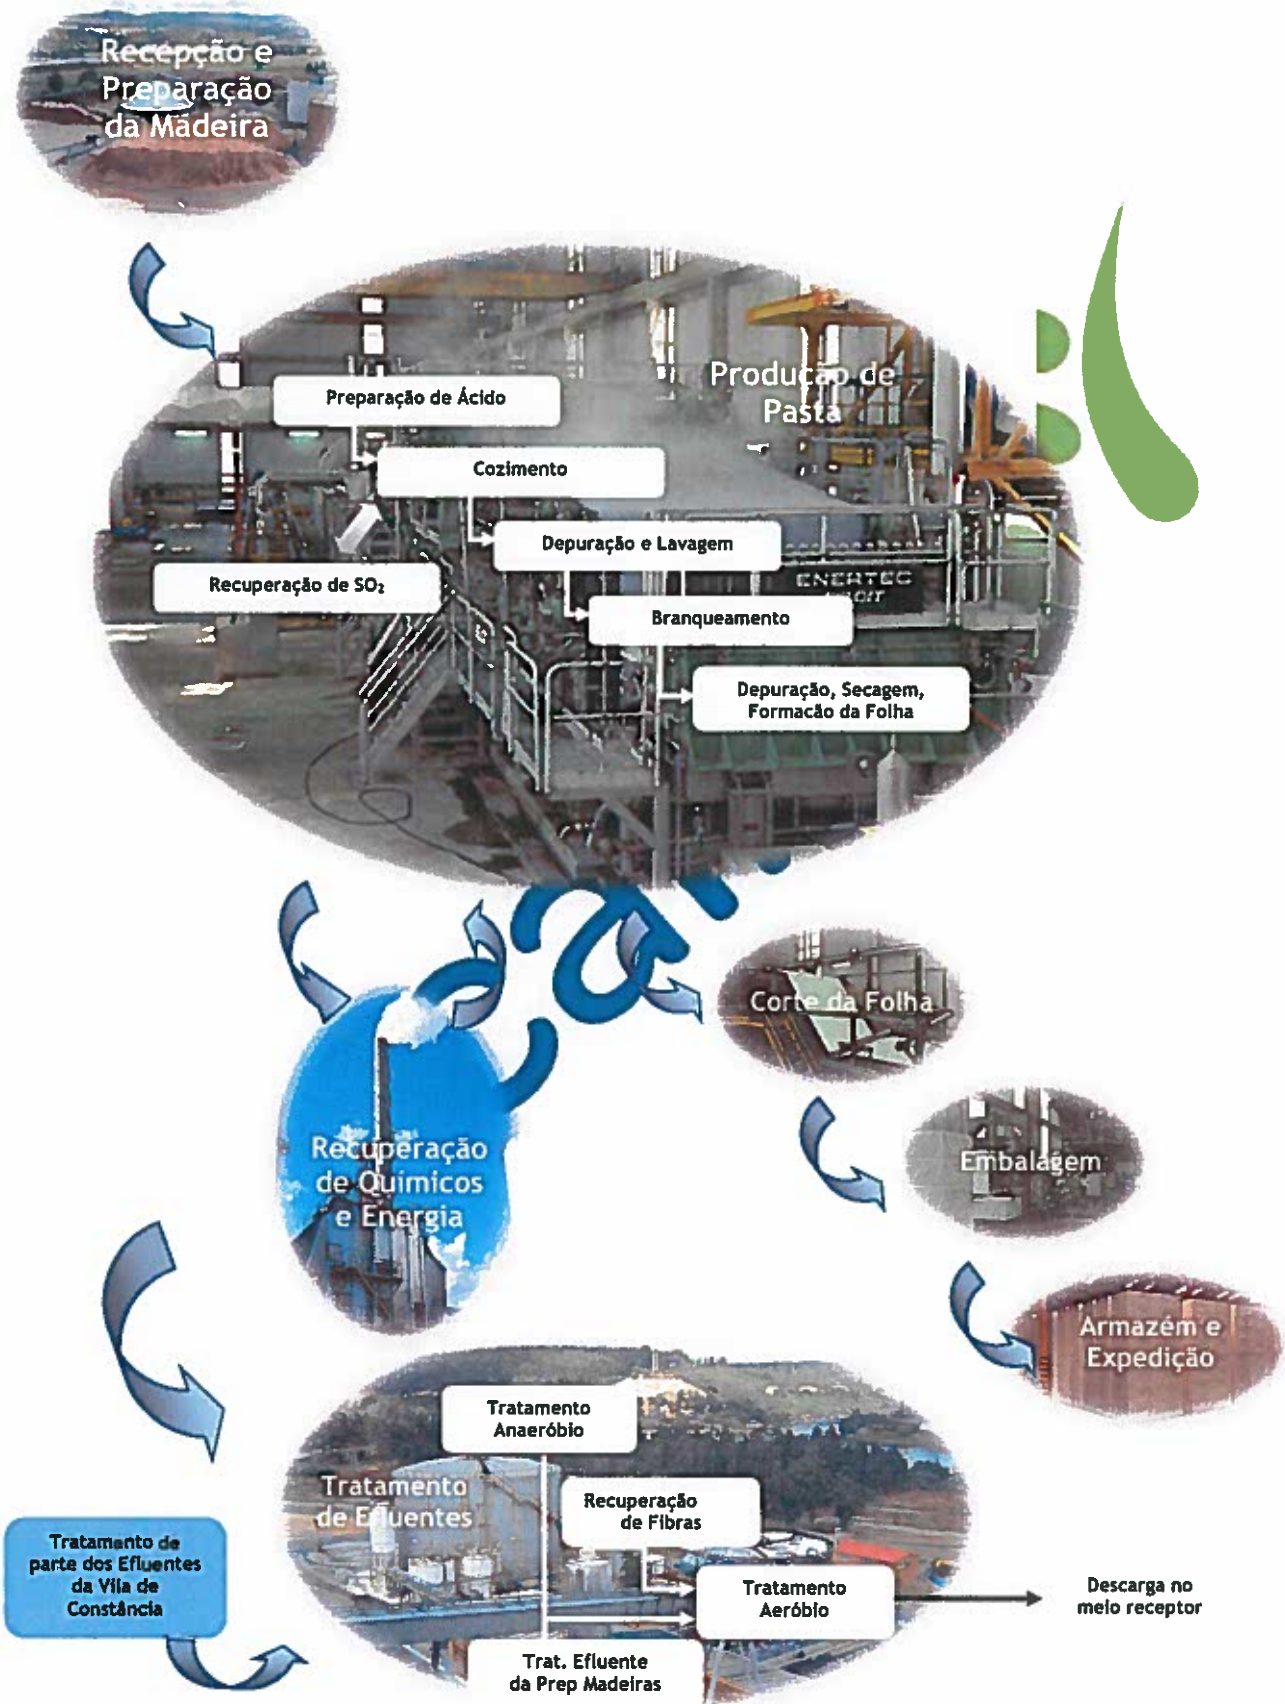 Recepção e
Preparação
da Madeira
Produção de
Pasta
Preparação de Ácido
Cozimento
Depuração e Lavagem
Recuperação de SO₂
ENERTEC
Branqueamento
Depuração, Secagem,
Formacão da Folha
Corte da Folha
Embalagem
Recuperação
de Químicos
e Energia
Armazém e
Expedição
Tratamento
Anaeróbio
Tratamento
de Efluentes
Recuperação
de Fibras
Tratamento de
parte dos Efluentes
da Vila de
Constância
Tratamento
Aeróbio
Descarga no
meio receptor
Trat. Efluente
da Prep Madeiras